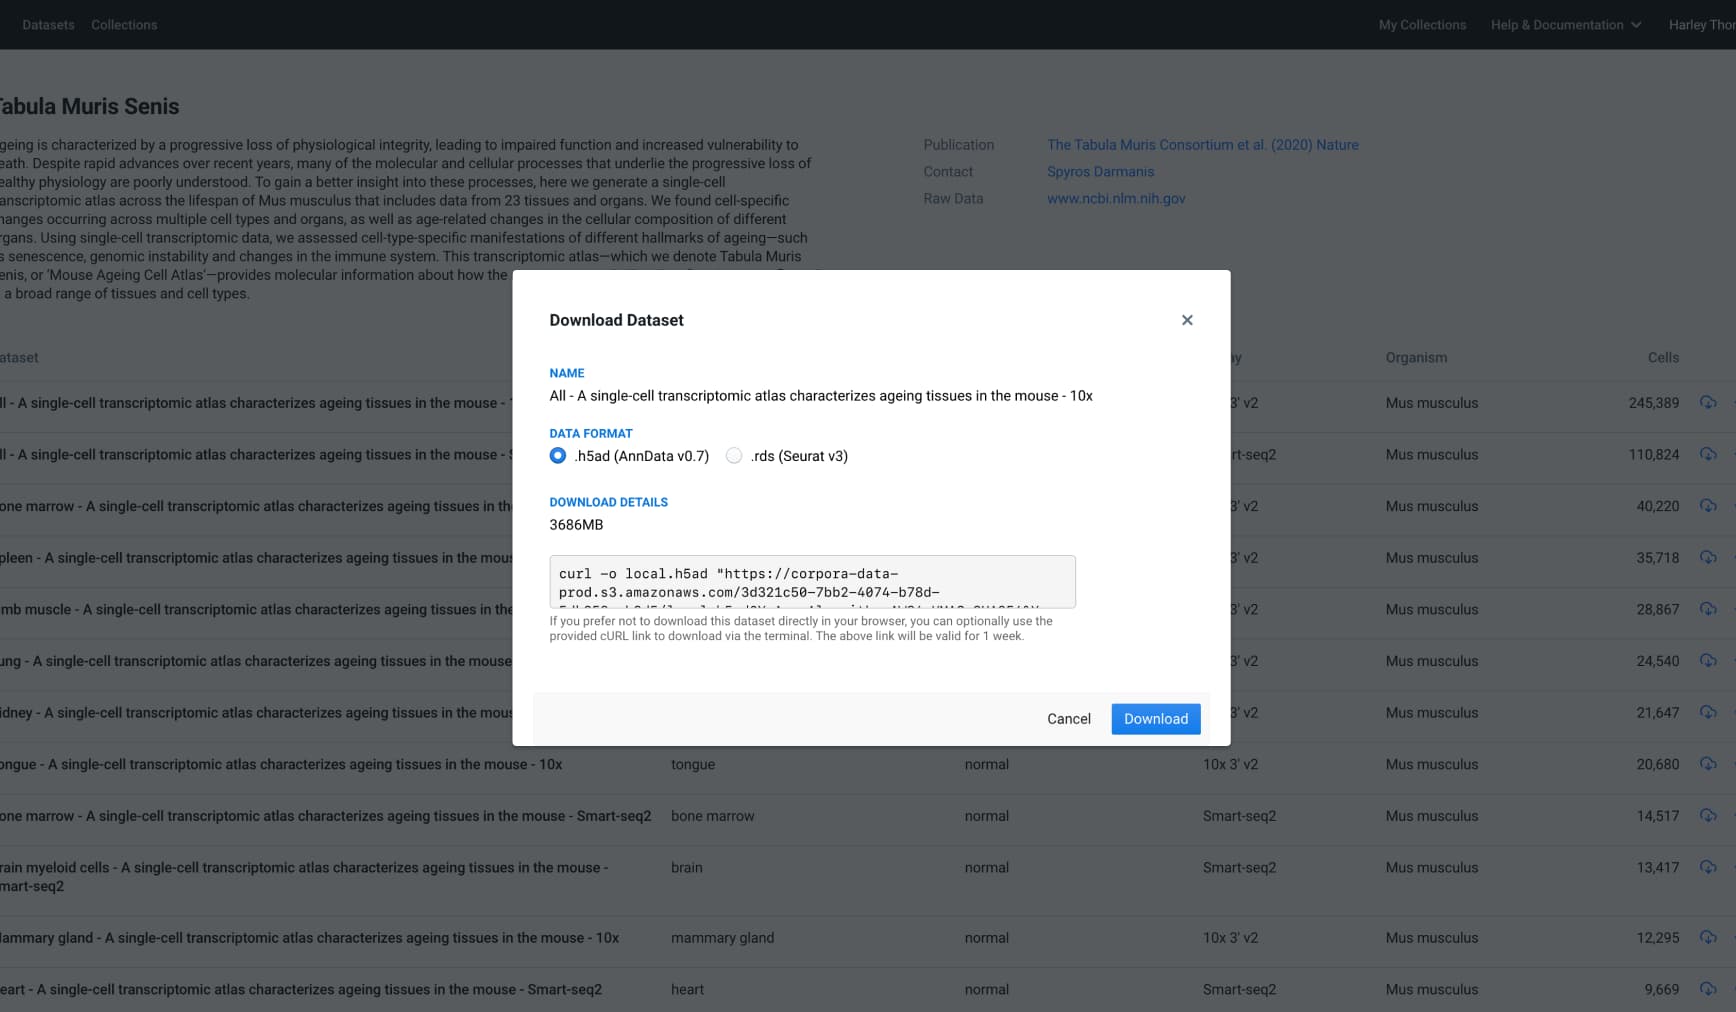 Datasets Collections My Collections Help & Documentation Harley
Tabula Muris Senis
geing is characterized by a progressive loss of physiological integrity, leading to impaired function and increased vulnerability to
eath. Despite rapid advances over recent years, many of the molecular and cellular processes that underlie the progressive loss of
ealthy physiology are poorly understood. To gain a better insight into these processes, here we generate a single-cell
anscriptomic atlas across the lifespan of Mus musculus that includes data from 23 tissues and organs. We found cell-specific
hanges occurring across multiple cell types and organs, as well as age-related changes in the cellular composition of different
rgans. Using single-cell transcriptomic data, we assessed cell-type-specific manifestations of different hallmarks of ageing—such
s senescence, genomic instability and changes in the immune system. This transcriptomic atlas—which we denote Tabula Muris
enis, or 'Mouse Ageing Cell Atlas'—provides molecular information about how the
a broad range of tissues and cell types.
Publication The Tabula Muris Consortium et al. (2020) Nature
Contact Spyros Darmanis
Raw Data www.ncbi.nlm.nih.gov
Download Dataset
NAME
All - A single-cell transcriptomic atlas characterizes ageing tissues in the mouse - 10x
DATA FORMAT
.h5ad (AnnData v0.7) .rds (Seurat v3)
DOWNLOAD DETAILS
3686MB
curl -o local.h5ad "https://corpora-data-
prod.s3.amazonaws.com/3d321c50-7bb2-4074-b78d-
If you prefer not to download this dataset directly in your browser, you can optionally use the
provided cURL link to download via the terminal. The above link will be valid for 1 week.
Cancel Download
ataset ay Organism Cells
ll - A single-cell transcriptomic atlas characterizes ageing tissues in the mouse - 3' v2 Mus musculus 245,389
ll - A single-cell transcriptomic atlas characterizes ageing tissues in the mouse - rt-seq2 Mus musculus 110,824
one marrow - A single-cell transcriptomic atlas characterizes ageing tissues in th 3' v2 Mus musculus 40,220
pleen - A single-cell transcriptomic atlas characterizes ageing tissues in the mous 3' v2 Mus musculus 35,718
mb muscle - A single-cell transcriptomic atlas characterizes ageing tissues in the 3' v2 Mus musculus 28,867
ung - A single-cell transcriptomic atlas characterizes ageing tissues in the mouse 3' v2 Mus musculus 24,540
idney - A single-cell transcriptomic atlas characterizes ageing tissues in the mous 3' v2 Mus musculus 21,647
ongue - A single-cell transcriptomic atlas characterizes ageing tissues in the mouse - 10x tongue normal 10x 3' v2 Mus musculus 20,680
one marrow - A single-cell transcriptomic atlas characterizes ageing tissues in the mouse - Smart-seq2 bone marrow normal Smart-seq2 Mus musculus 14,517
rain myeloid cells - A single-cell transcriptomic atlas characterizes ageing tissues in the mouse - brain normal Smart-seq2 Mus musculus 13,417
mart-seq2
ammary gland - A single-cell transcriptomic atlas characterizes ageing tissues in the mouse - 10x mammary gland normal 10x 3' v2 Mus musculus 12,295
eart - A single-cell transcriptomic atlas characterizes ageing tissues in the mouse - Smart-seq2 heart normal Smart-seq2 Mus musculus 9,669